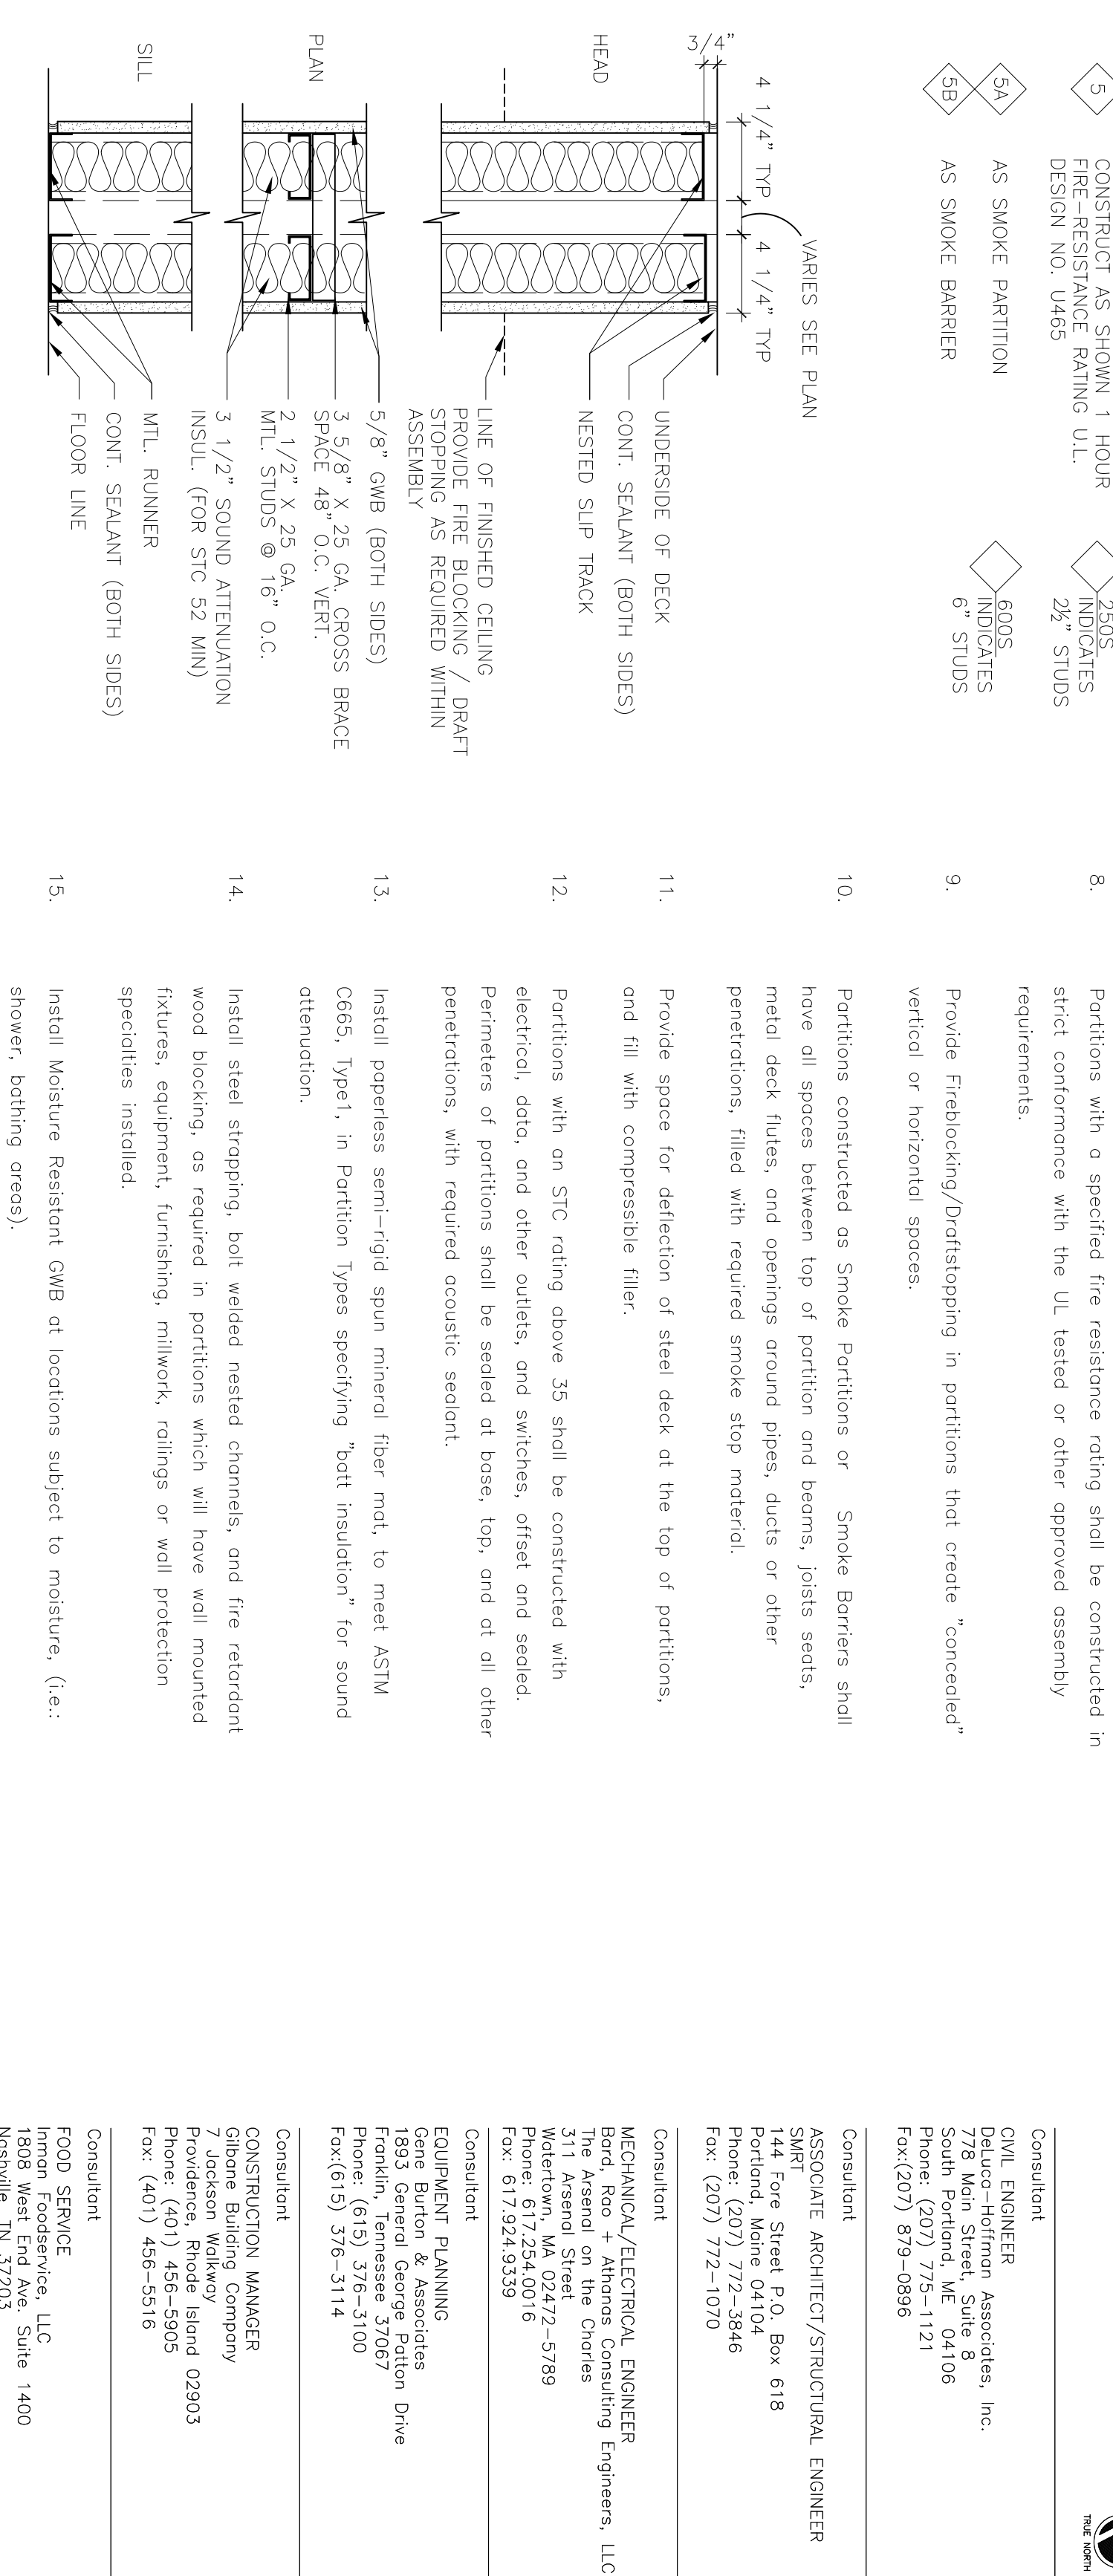 5
CONSTRUCT AS SHOWN 1 HOUR
FIRE-RESISTANCE RATING U.L.
DESIGN NO. U465
5A
AS SMOKE PARTITION
5B
AS SMOKE BARRIER
250S
INDICATES
2½" STUDS
600S
INDICATES
6" STUDS
VARIES SEE PLAN
4 1/4" TYP
4 1/4" TYP
3/4"
HEAD
UNDERSIDE OF DECK
CONT. SEALANT (BOTH SIDES)
NESTED SLIP TRACK
LINE OF FINISHED CEILING
PROVIDE FIRE BLOCKING / DRAFT
STOPPING AS REQUIRED WITHIN
ASSEMBLY
PLAN
5/8" GWB (BOTH SIDES)
3 5/8" X 25 GA. CROSS BRACE
SPACE 48" O.C. VERT.
2 1/2" X 25 GA.
MTL. STUDS @ 16" O.C.
3 1/2" SOUND ATTENUATION
INSUL. (FOR STC 52 MIN)
SILL
MTL. RUNNER
CONT. SEALANT (BOTH SIDES)
FLOOR LINE
8. Partitions with a specified fire resistance rating shall be constructed in
strict conformance with the UL tested or other approved assembly
requirements.
9. Provide Fireblocking/Draftstopping in partitions that create "concealed"
vertical or horizontal spaces.
10. Partitions constructed as Smoke Partitions or Smoke Barriers shall
have all spaces between top of partition and beams, joists seats,
metal deck flutes, and openings around pipes, ducts or other
penetrations, filled with required smoke stop material.
11. Provide space for deflection of steel deck at the top of partitions,
and fill with compressible filler.
12. Partitions with an STC rating above 35 shall be constructed with
electrical, data, and other outlets, and switches, offset and sealed.
Perimeters of partitions shall be sealed at base, top, and at all other
penetrations, with required acoustic sealant.
13. Install paperless semi-rigid spun mineral fiber mat, to meet ASTM
C665, Type1, in Partition Types specifying "batt insulation" for sound
attenuation.
14. Install steel strapping, bolt welded nested channels, and fire retardant
wood blocking, as required in partitions which will have wall mounted
fixtures, equipment, furnishing, millwork, railings or wall protection
specialties installed.
15. Install Moisture Resistant GWB at locations subject to moisture, (i.e.:
shower, bathing areas).
TRUE NORTH
Consultant
CIVIL ENGINEER
DeLuca-Hoffman Associates, Inc.
778 Main Street, Suite 8
South Portland, ME 04106
Phone: (207) 775-1121
Fax:(207) 879-0896
Consultant
ASSOCIATE ARCHITECT/STRUCTURAL ENGINEER
SMRT
144 Fore Street P.O. Box 618
Portland, Maine 04104
Phone: (207) 772-3846
Fax: (207) 772-1070
Consultant
MECHANICAL/ELECTRICAL ENGINEER
Bard, Rao + Athanas Consulting Engineers, LLC
The Arsenal on the Charles
311 Arsenal Street
Watertown, MA 02472-5789
Phone: 617.254.0016
Fax: 617.924.9339
Consultant
EQUIPMENT PLANNING
Gene Burton & Associates
1893 General George Patton Drive
Franklin, Tennessee 37067
Phone: (615) 376-3100
Fax:(615) 376-3114
Consultant
CONSTRUCTION MANAGER
Gilbane Building Company
7 Jackson Walkway
Providence, Rhode Island 02903
Phone: (401) 456-5905
Fax: (401) 456-5516
Consultant
FOOD SERVICE
Inman Foodservice, LLC
1808 West End Ave. Suite 1400
Nashville, TN 37203